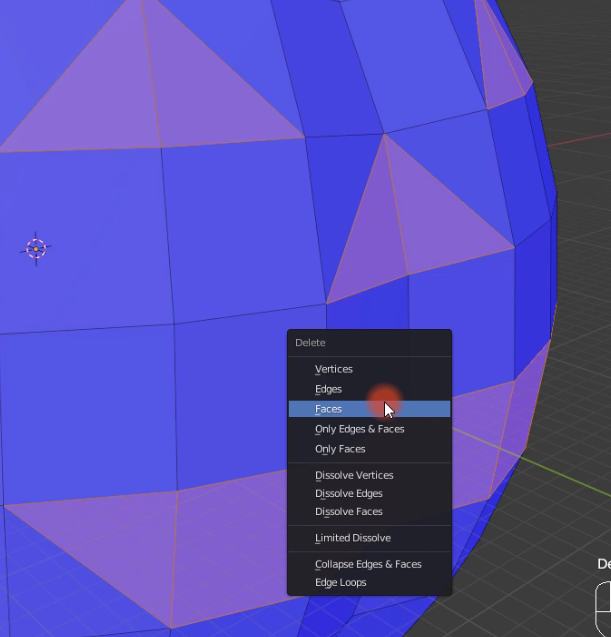 Delete
Vertices
Edges
Faces
Only Edges & Faces
Only Faces
Dissolve Vertices
Dissolve Edges
Dissolve Faces
Limited Dissolve
Collapse Edges & Faces
Edge Loops
De